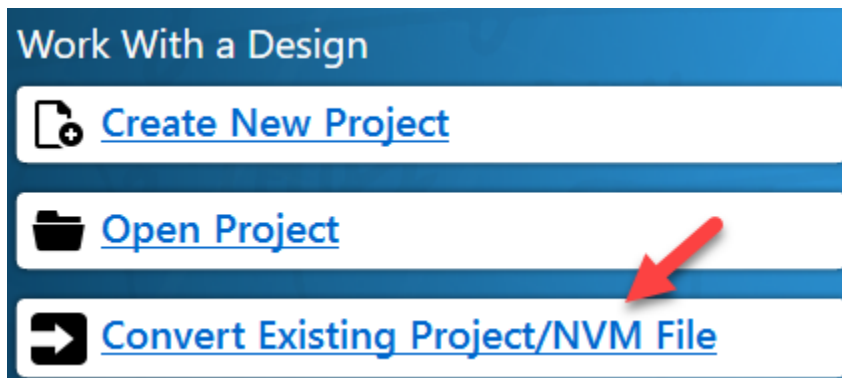 Work With a Design
Create New Project
Open Project
Convert Existing Project/NVM File